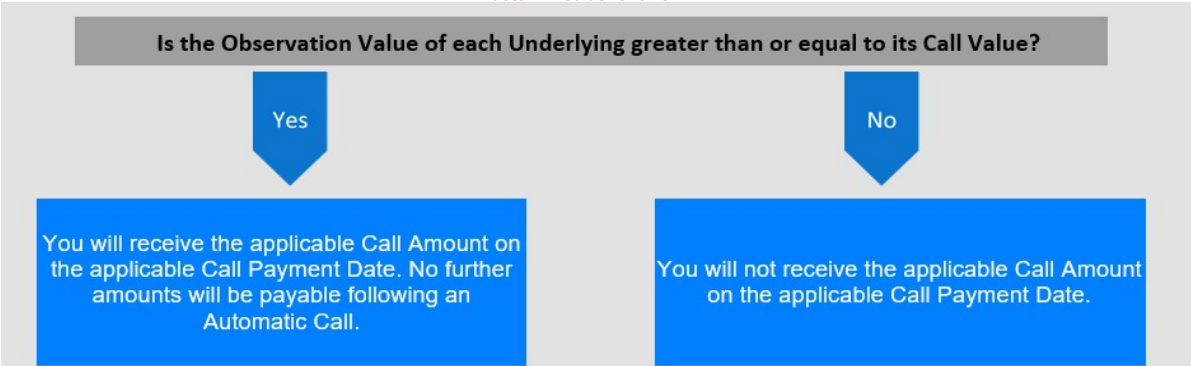 Is the Observation Value of each Underlying greater than or equal to its Call Value?
Yes
No
You will receive the applicable Call Amount on
the applicable Call Payment Date. No further
amounts will be payable following an
Automatic Call.
You will not receive the applicable Call Amount
on the applicable Call Payment Date.